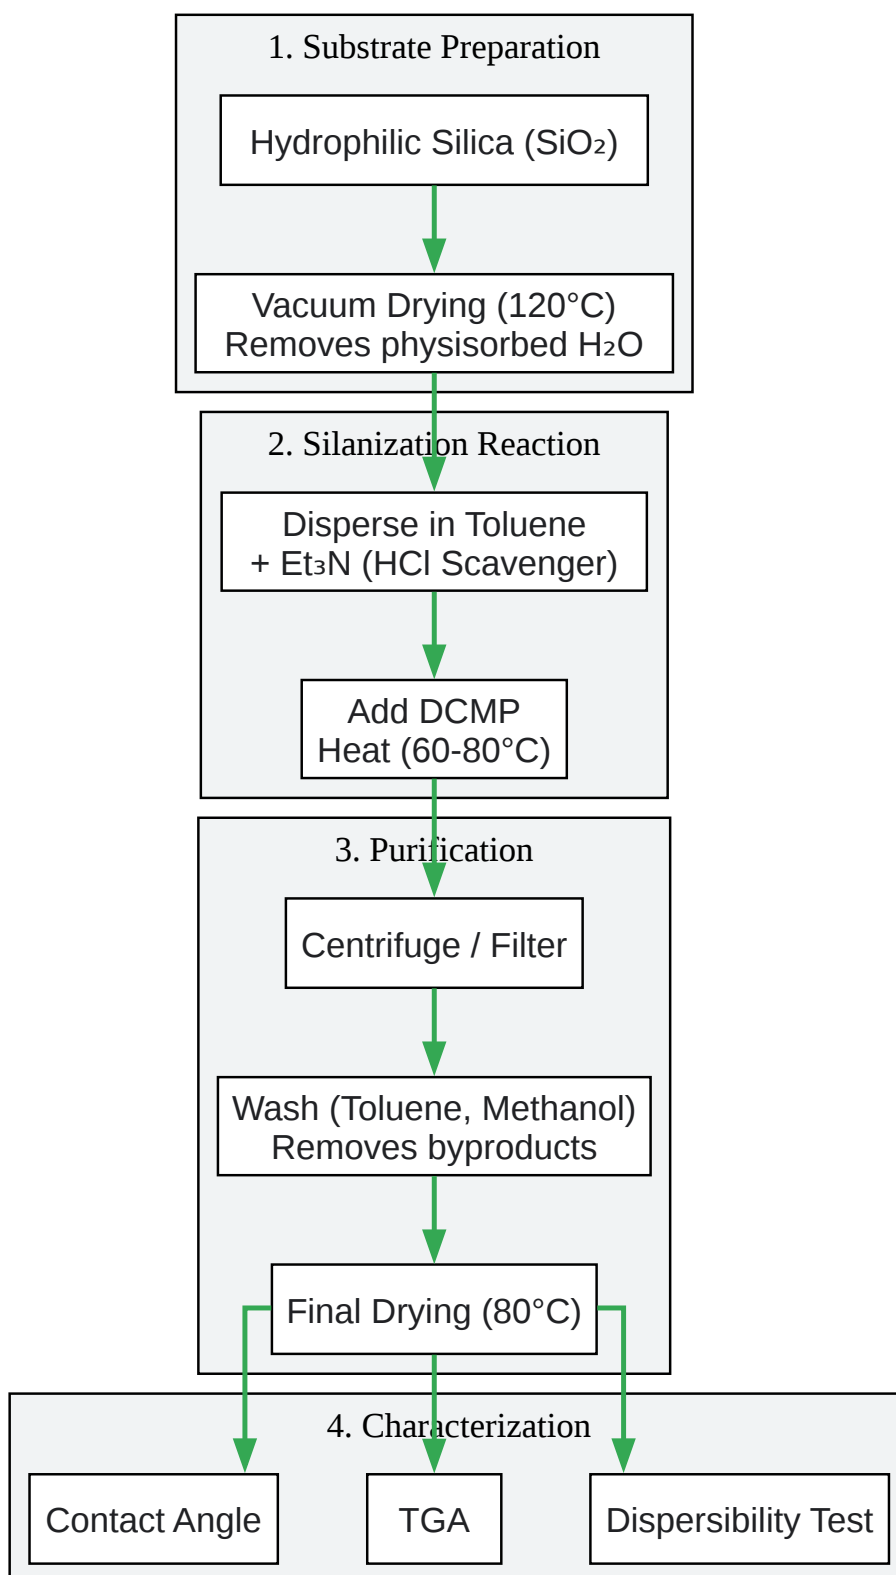 1. Substrate Preparation
Hydrophilic Silica (SiO₂)
Vacuum Drying (120°C)
Removes physisorbed H₂O
2. Silanization Reaction
Disperse in Toluene
+ Et₃N (HCl Scavenger)
Add DCMP
Heat (60-80°C)
3. Purification
Centrifuge / Filter
Wash (Toluene, Methanol)
Removes byproducts
Final Drying (80°C)
4. Characterization
Contact Angle
TGA
Dispersibility Test